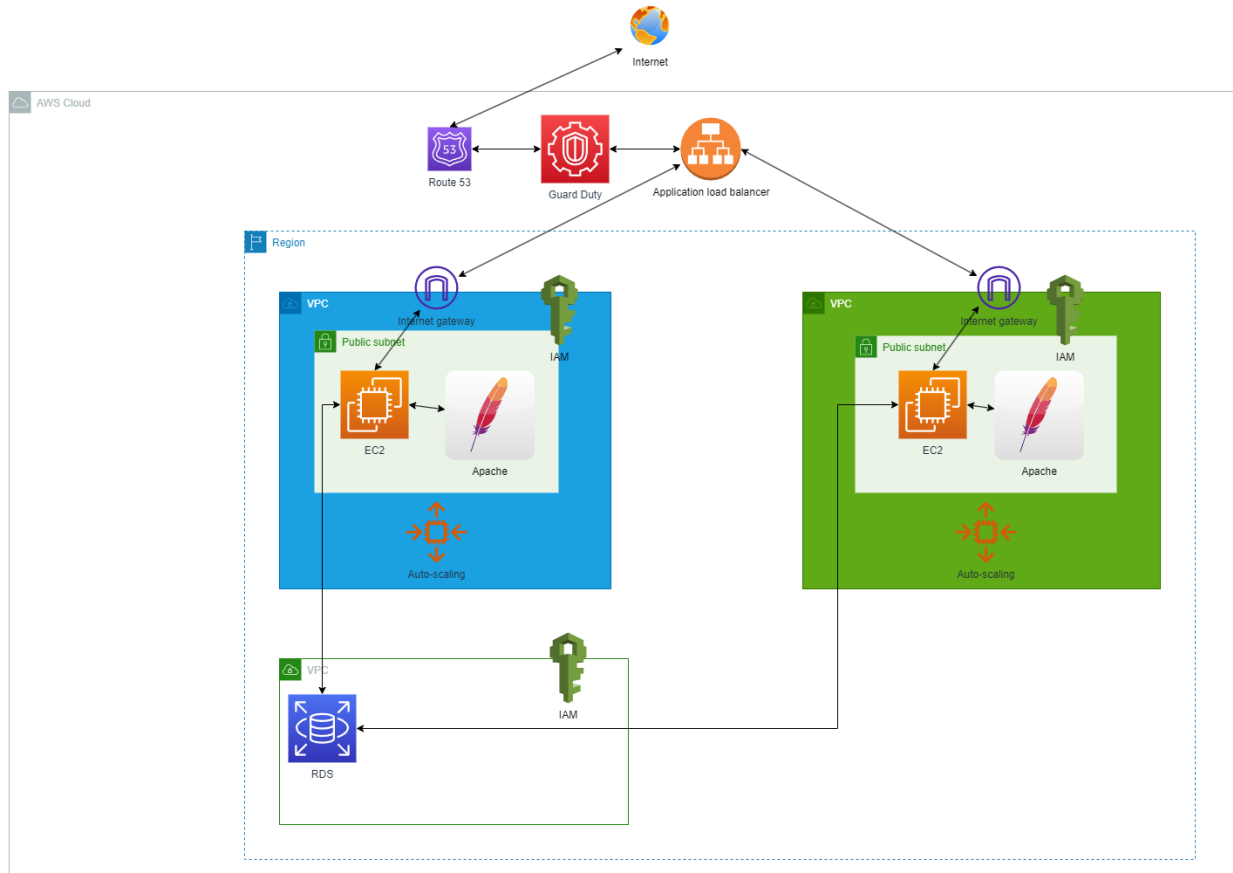 Internet
AWS Cloud
53
Route 53
Guard Duty
Application load balancer
Region
VPC
Internet gateway
IAM
Public subnet
EC2
Apache
Auto-scaling
VPC
Internet gateway
IAM
Public subnet
EC2
Apache
Auto-scaling
VPC
IAM
RDS